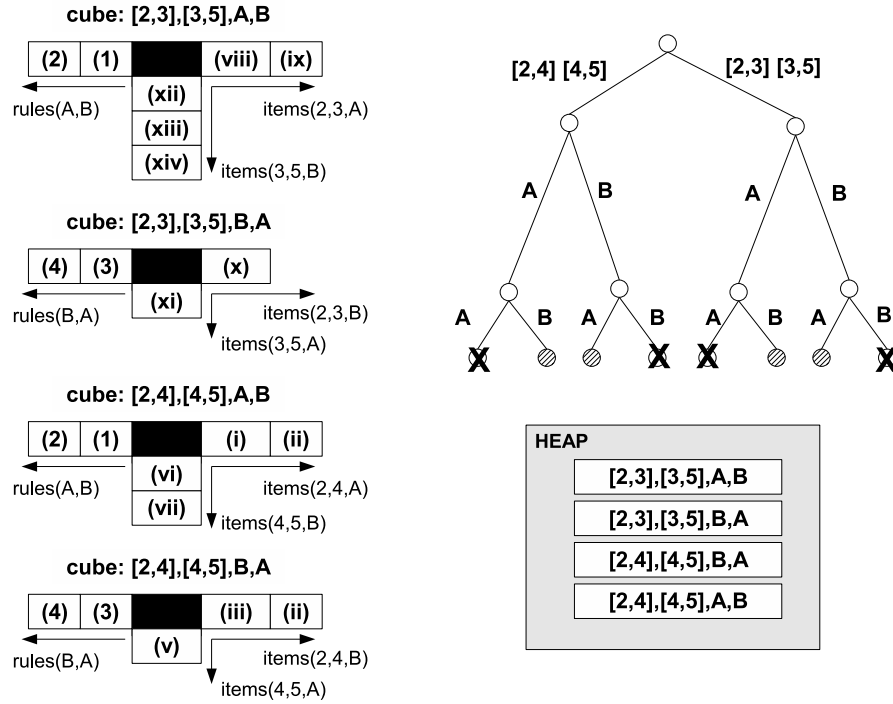 cube: [2,3],[3,5],A,B
(2) (1) (viii) (ix)
rules(A,B) (xii) items(2,3,A)
(xiii)
(xiv) items(3,5,B)
cube: [2,3],[3,5],B,A
(4) (3) (x)
rules(B,A) (xi) items(2,3,B)
items(3,5,A)
cube: [2,4],[4,5],A,B
(2) (1) (i) (ii)
rules(A,B) (vi) items(2,4,A)
(vii) items(4,5,B)
cube: [2,4],[4,5],B,A
(4) (3) (iii) (ii)
rules(B,A) (v) items(2,4,B)
items(4,5,A)
[2,4] [4,5] [2,3] [3,5]
A B A B
A B A B A B A B
X X X X
HEAP
[2,3],[3,5],A,B
[2,3],[3,5],B,A
[2,4],[4,5],B,A
[2,4],[4,5],A,B